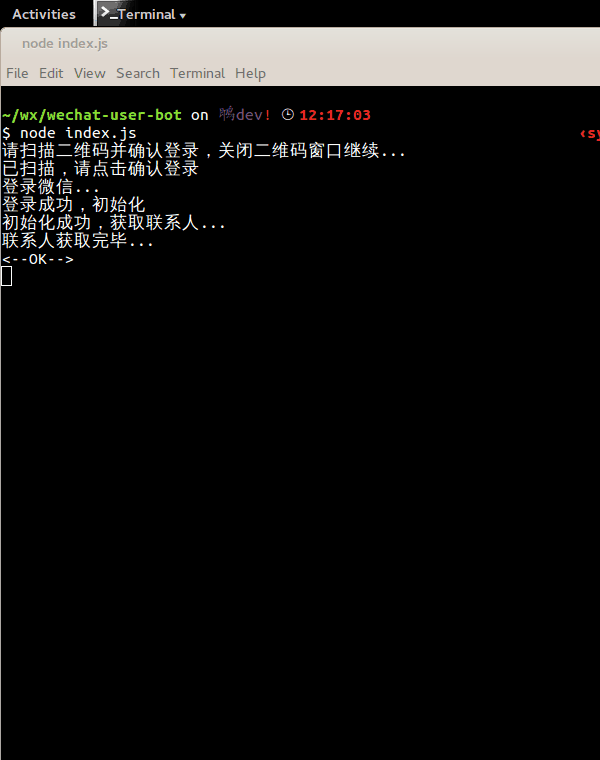 Activities
Terminal
node index.js
File Edit View Search Terminal Help
~/wx/wechat-user-bot on dev! 12:17:03
$ node index.js ‹sy
请扫描二维码并确认登录，关闭二维码窗口继续...
已扫描，请点击确认登录
登录微信...
登录成功，初始化
初始化成功，获取联系人...
联系人获取完毕...
<--OK-->